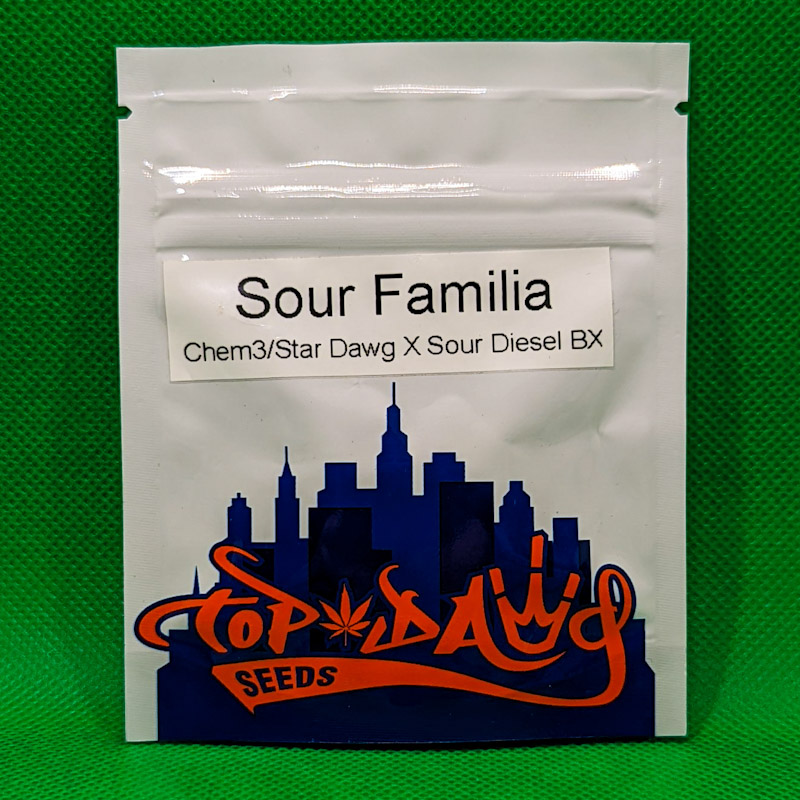 Sour Familia
Chem3/Star Dawg X Sour Diesel BX
TOP DAWG
SEEDS